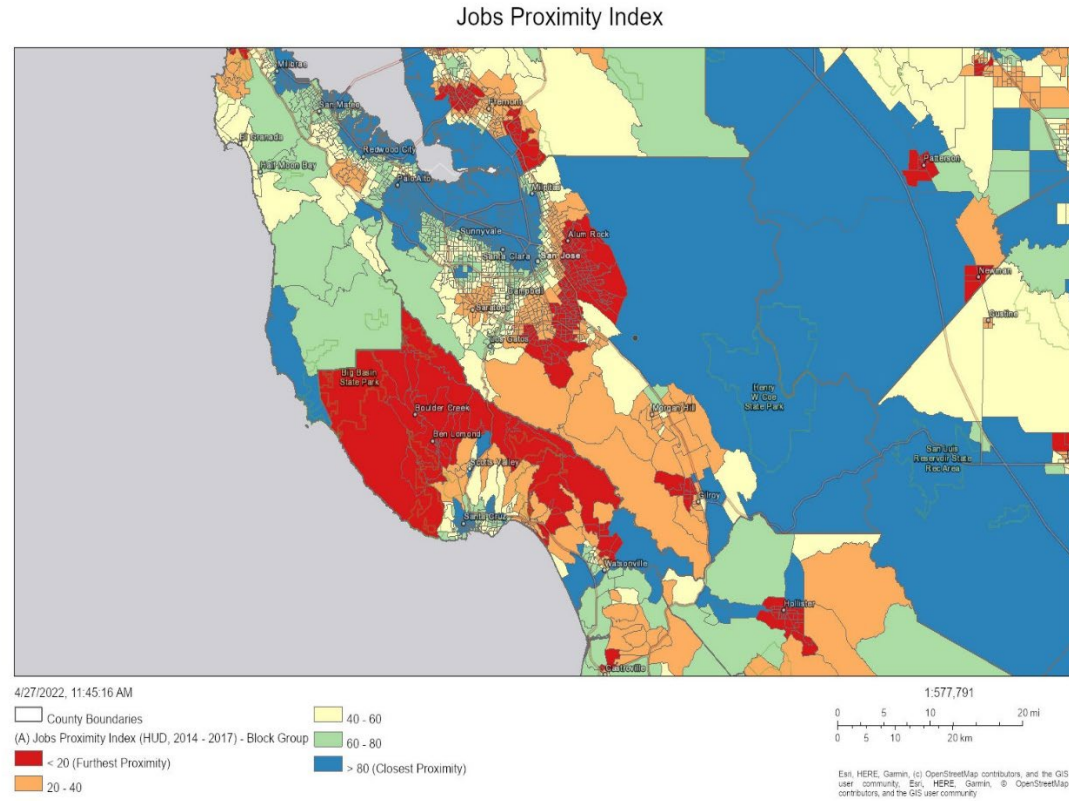 Jobs Proximity Index
Millbrae
San Mateo
Fremont
El Granada
Redwood City
Half Moon Bay
Palo Alto
Patterson
Milpitas
Sunnyvale
Alum Rock
Santa Clara
San Jose
Newman
Campbell
Saratoga
Gustine
Los Gatos
Big Basin
State Park
Boulder Creek
Henry
W Coe
State Park
Morgan Hill
Ben Lomond
San Luis
Reservoir State
Rec Area
Scotts Valley
Gilroy
Santa Cruz
Watsonville
Hollister
Castroville
4/27/2022, 11:45:16 AM
County Boundaries
(A) Jobs Proximity Index (HUD, 2014 - 2017) - Block Group
< 20 (Furthest Proximity)
20 - 40
40 - 60
60 - 80
> 80 (Closest Proximity)
1:577,791
0 5 10 20 mi
0 5 10 20 km
Esri, HERE, Garmin, (c) OpenStreetMap contributors, and the GIS
user community, Esri, HERE, Garmin, © OpenStreetMap
contributors, and the GIS user community